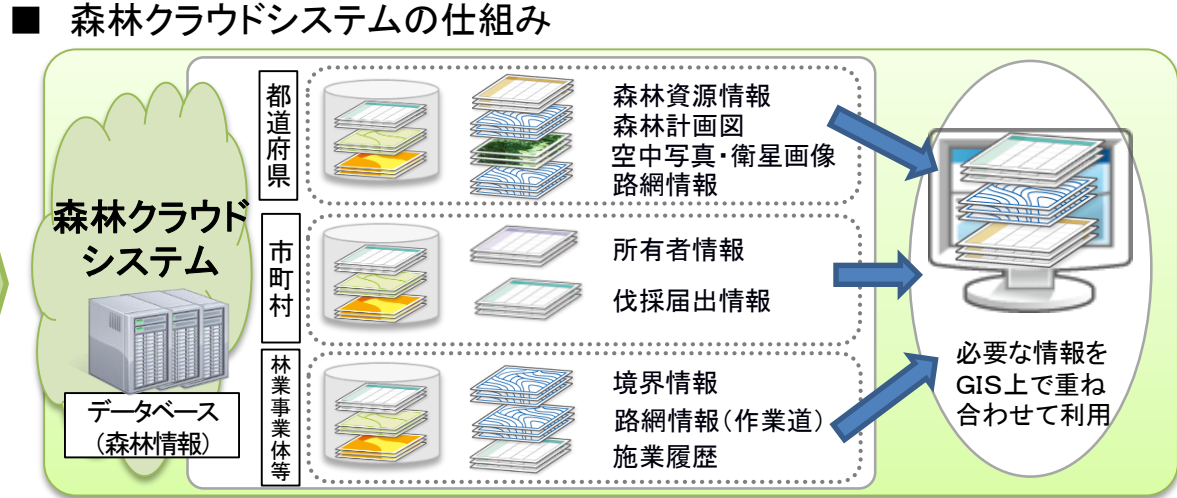 ■ 森林クラウドシステムの仕組み
森林クラウド
システム
データベース
（森林情報）
都道府県
森林資源情報
森林計画図
空中写真・衛星画像
路網情報
市町村
所有者情報
伐採届出情報
林業事業体等
境界情報
路網情報（作業道）
施業履歴
必要な情報を
GIS上で重ね
合わせて利用